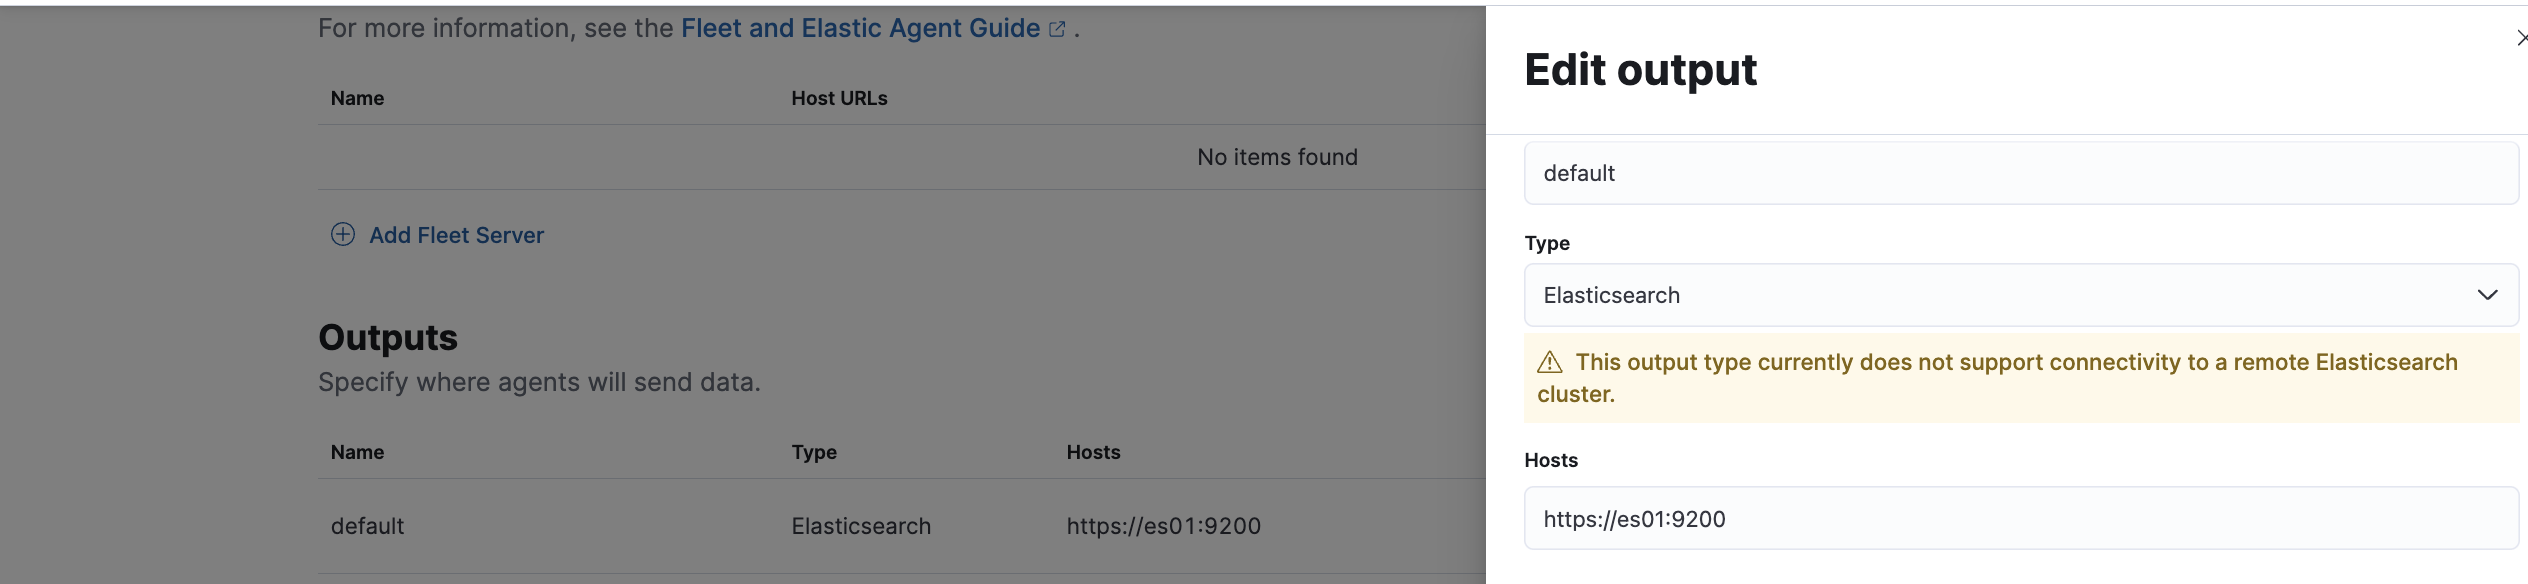 For more information, see the Fleet and Elastic Agent Guide .
Name Host URLs
No items found
Add Fleet Server
Outputs
Specify where agents will send data.
Name Type Hosts
default Elasticsearch https://es01:9200
Edit output
default
Type
Elasticsearch
This output type currently does not support connectivity to a remote Elasticsearch
cluster.
Hosts
https://es01:9200